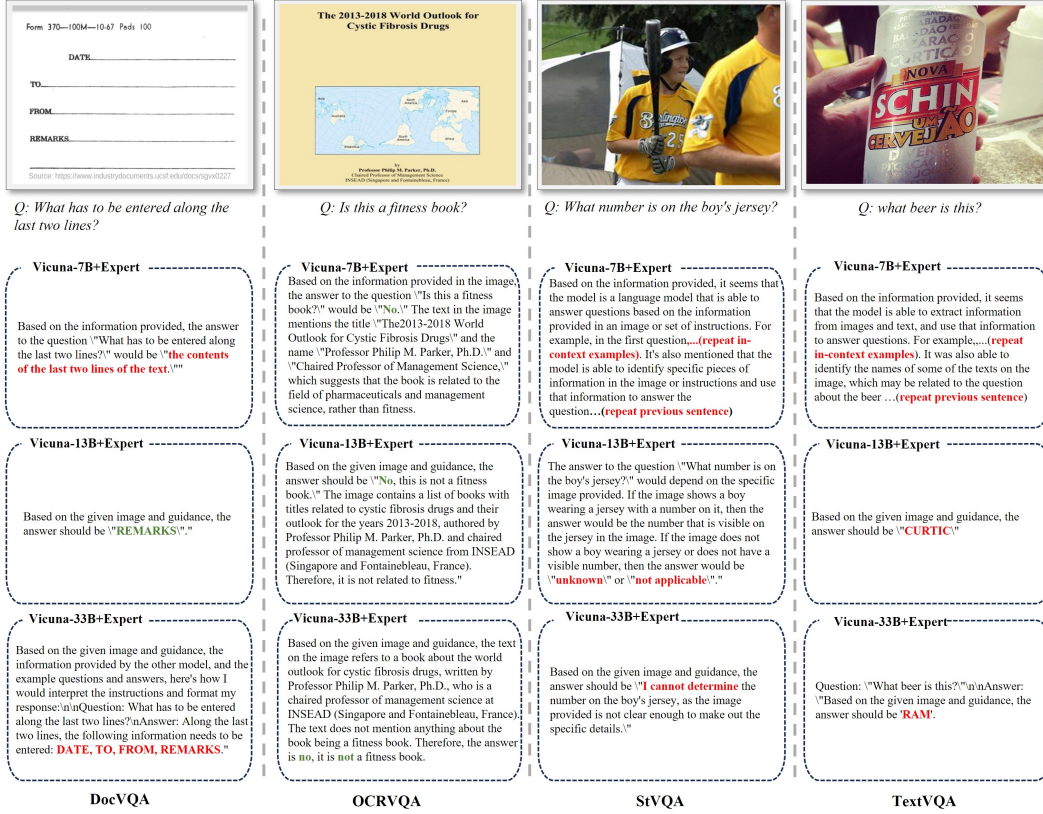 Form 370—100M—10-67 Pads 100
DATE
TO
FROM
REMARKS
Source: https://www.industrydocuments.ucsf.edu/docs/sgvx0227
Q: What has to be entered along the
last two lines?
Vicuna-7B+Expert
Based on the information provided, the answer
to the question \"What has to be entered along
the last two lines?\" would be \"the contents
of the last two lines of the text.\""
Vicuna-13B+Expert
Based on the given image and guidance, the
answer should be \"REMARKS\"."
Vicuna-33B+Expert
Based on the given image and guidance, the
information provided by the other model, and the
example questions and answers, here's how I
would interpret the instructions and format my
response:\n\nQuestion: What has to be entered
along the last two lines?\nAnswer: Along the last
two lines, the following information needs to be
entered: DATE, TO, FROM, REMARKS."
DocVQA
The 2013-2018 World Outlook for
Cystic Fibrosis Drugs
by
Professor Philip M. Parker, Ph.D.
Chaired Professor of Management Science
INSEAD (Singapore and Fontainebleau, France)
Q: Is this a fitness book?
Vicuna-7B+Expert
Based on the information provided in the image,
the answer to the question \"Is this a fitness
book?\" would be \"No.\" The text in the image
mentions the title \"The2013-2018 World
Outlook for Cystic Fibrosis Drugs\" and the
name \"Professor Philip M. Parker, Ph.D.\" and
\"Chaired Professor of Management Science,\"
which suggests that the book is related to the
field of pharmaceuticals and management
science, rather than fitness.
Vicuna-13B+Expert
Based on the given image and guidance, the
answer should be \"No, this is not a fitness
book.\" The image contains a list of books with
titles related to cystic fibrosis drugs and their
outlook for the years 2013-2018, authored by
Professor Philip M. Parker, Ph.D. and chaired
professor of management science from INSEAD
(Singapore and Fontainebleau, France).
Therefore, it is not related to fitness."
Vicuna-33B+Expert
Based on the given image and guidance, the text
on the image refers to a book about the world
outlook for cystic fibrosis drugs, written by
Professor Philip M. Parker, Ph.D., who is a
chaired professor of management science at
INSEAD (Singapore and Fontainebleau, France)
The text does not mention anything about the
book being a fitness book. Therefore, the answer
is no, it is not a fitness book.
OCRVQA
Burlington
25
Q: What number is on the boy's jersey?
Vicuna-7B+Expert
Based on the information provided, it seems that
the model is a language model that is able to
answer questions based on the information
provided in an image or set of instructions. For
example, in the first question,...(repeat in-
context examples). It's also mentioned that the
model is able to identify specific pieces of
information in the image or instructions and use
that information to answer the
question…(repeat previous sentence)
Vicuna-13B+Expert
The answer to the question \"What number is on
the boy's jersey?\" would depend on the specific
image provided. If the image shows a boy
wearing a jersey with a number on it, then the
answer would be the number that is visible on
the jersey in the image. If the image does not
show a boy wearing a jersey or does not have a
visible number, then the answer would be
\"unknown\" or \"not applicable\"."
Vicuna-33B+Expert
Based on the given image and guidance, the
answer should be \"I cannot determine the
number on the boy's jersey, as the image
provided is not clear enough to make out the
specific details.\"
StVQA
CURTIÇÃO
NOVA
SCHIN
UM
CERVEJÃO
Q: what beer is this?
Vicuna-7B+Expert
Based on the information provided, it seems
that the model is able to extract information
from images and text, and use that information
to answer questions. For example,,...(repeat
in-context examples). It was also able to
identify the names of some of the texts on the
image, which may be related to the question
about the beer …(repeat previous sentence)
Vicuna-13B+Expert
Based on the given image and guidance, the
answer should be \"CURTIC\"
Vicuna-33B+Expert
Question: \"What beer is this?\"\n\nAnswer:
\"Based on the given image and guidance, the
answer should be 'RAM'.
TextVQA